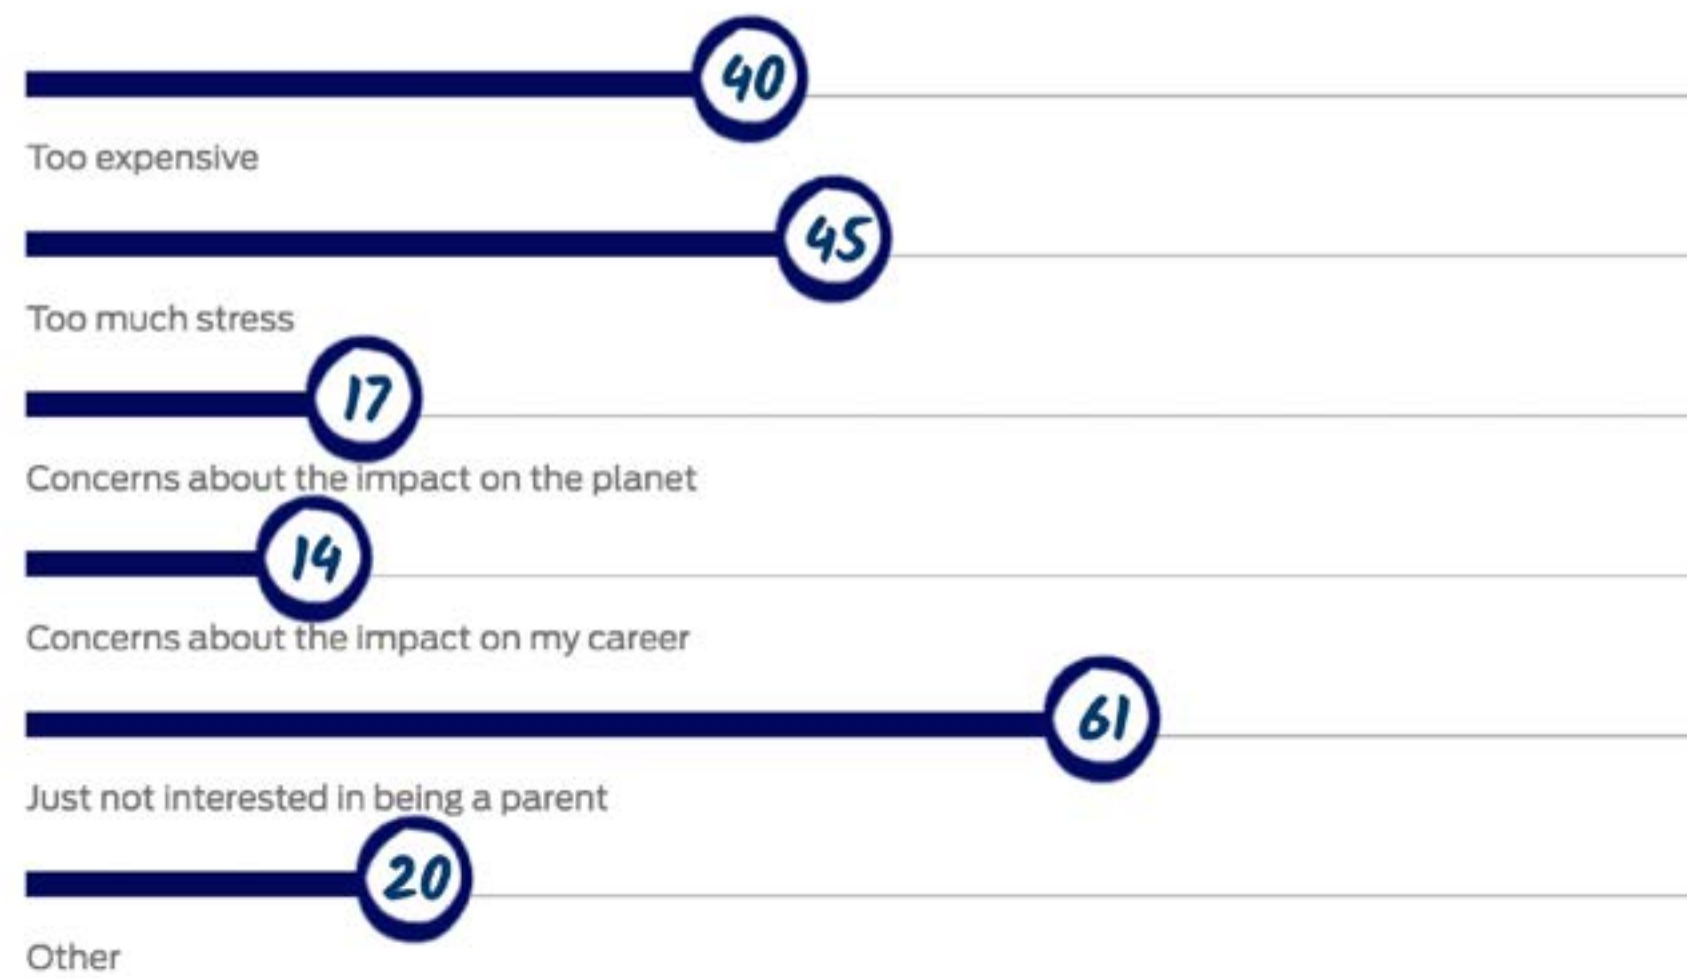 40
Too expensive
45
Too much stress
17
Concerns about the impact on the planet
14
Concerns about the impact on my career
61
Just not interested in being a parent
20
Other